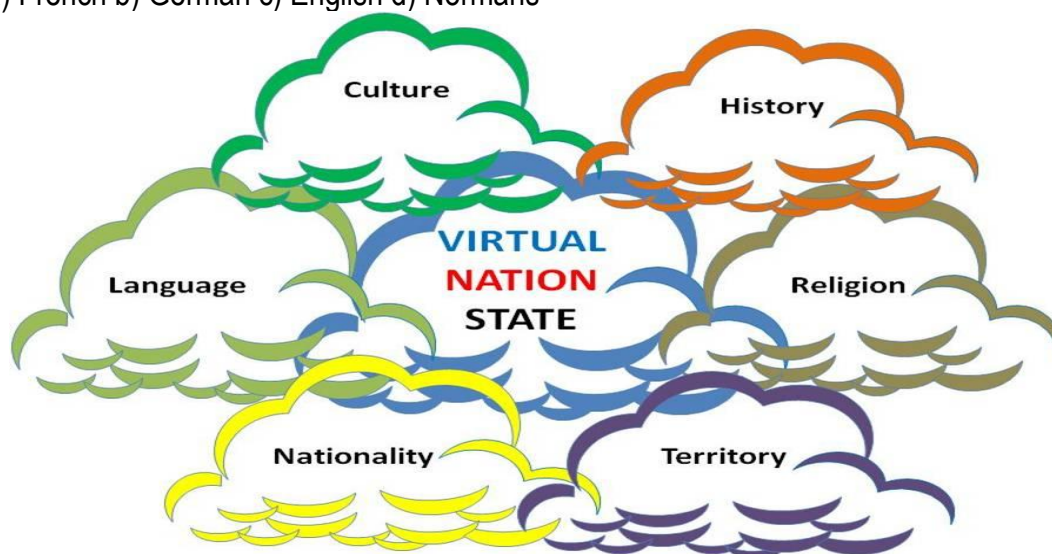 ) French b) German c) English d) Normans
Culture
History
Language
VIRTUAL
NATION
STATE
Religion
Nationality
Territory